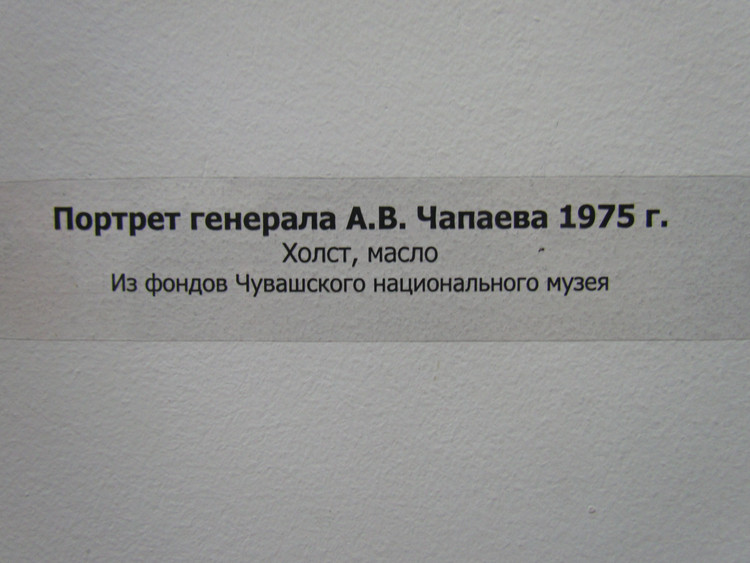 Портрет генерала А.В. Чапаева 1975 г.
Холст, масло
Из фондов Чувашского национального музея